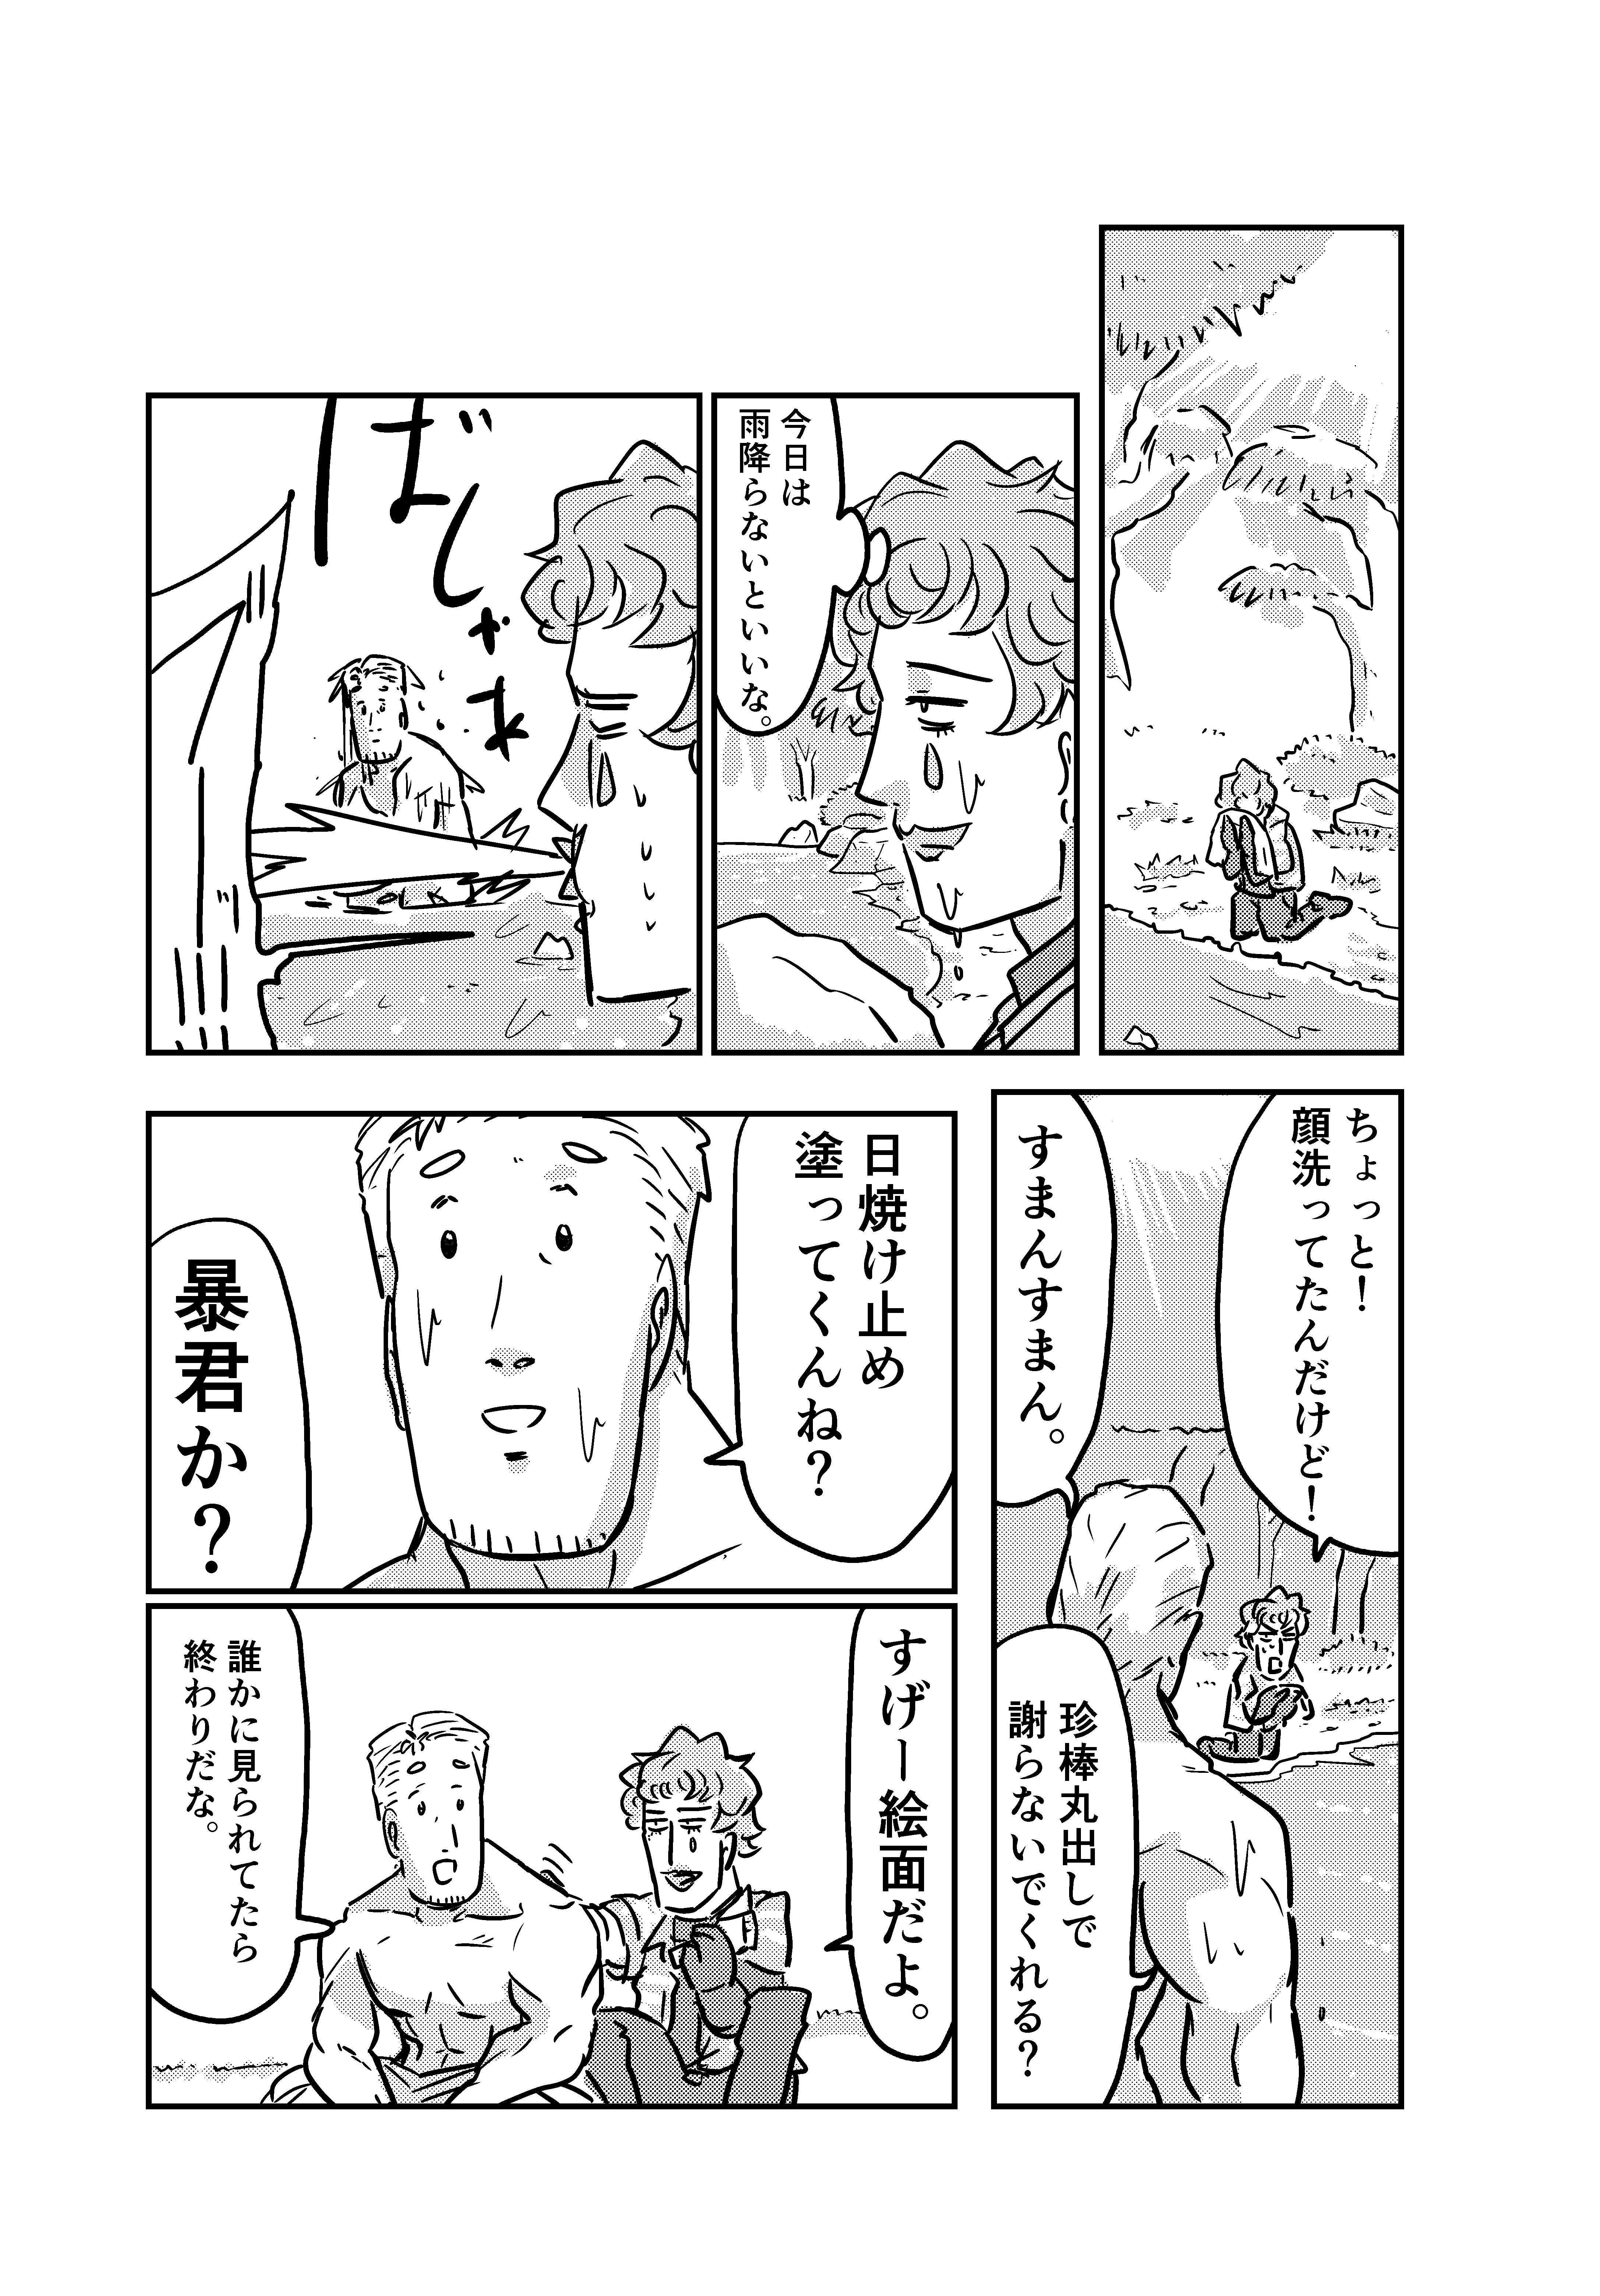 今日は
雨降らないといいな。
ばしゃぁ
ちょっと！
顔洗ってたんだけど！
すまんすまん。
珍棒丸出しで
謝らないでくれる？
日焼け止め
塗ってくんね？
暴君か？
すげー絵面だよ。
誰かに見られてたら
終わりだな。